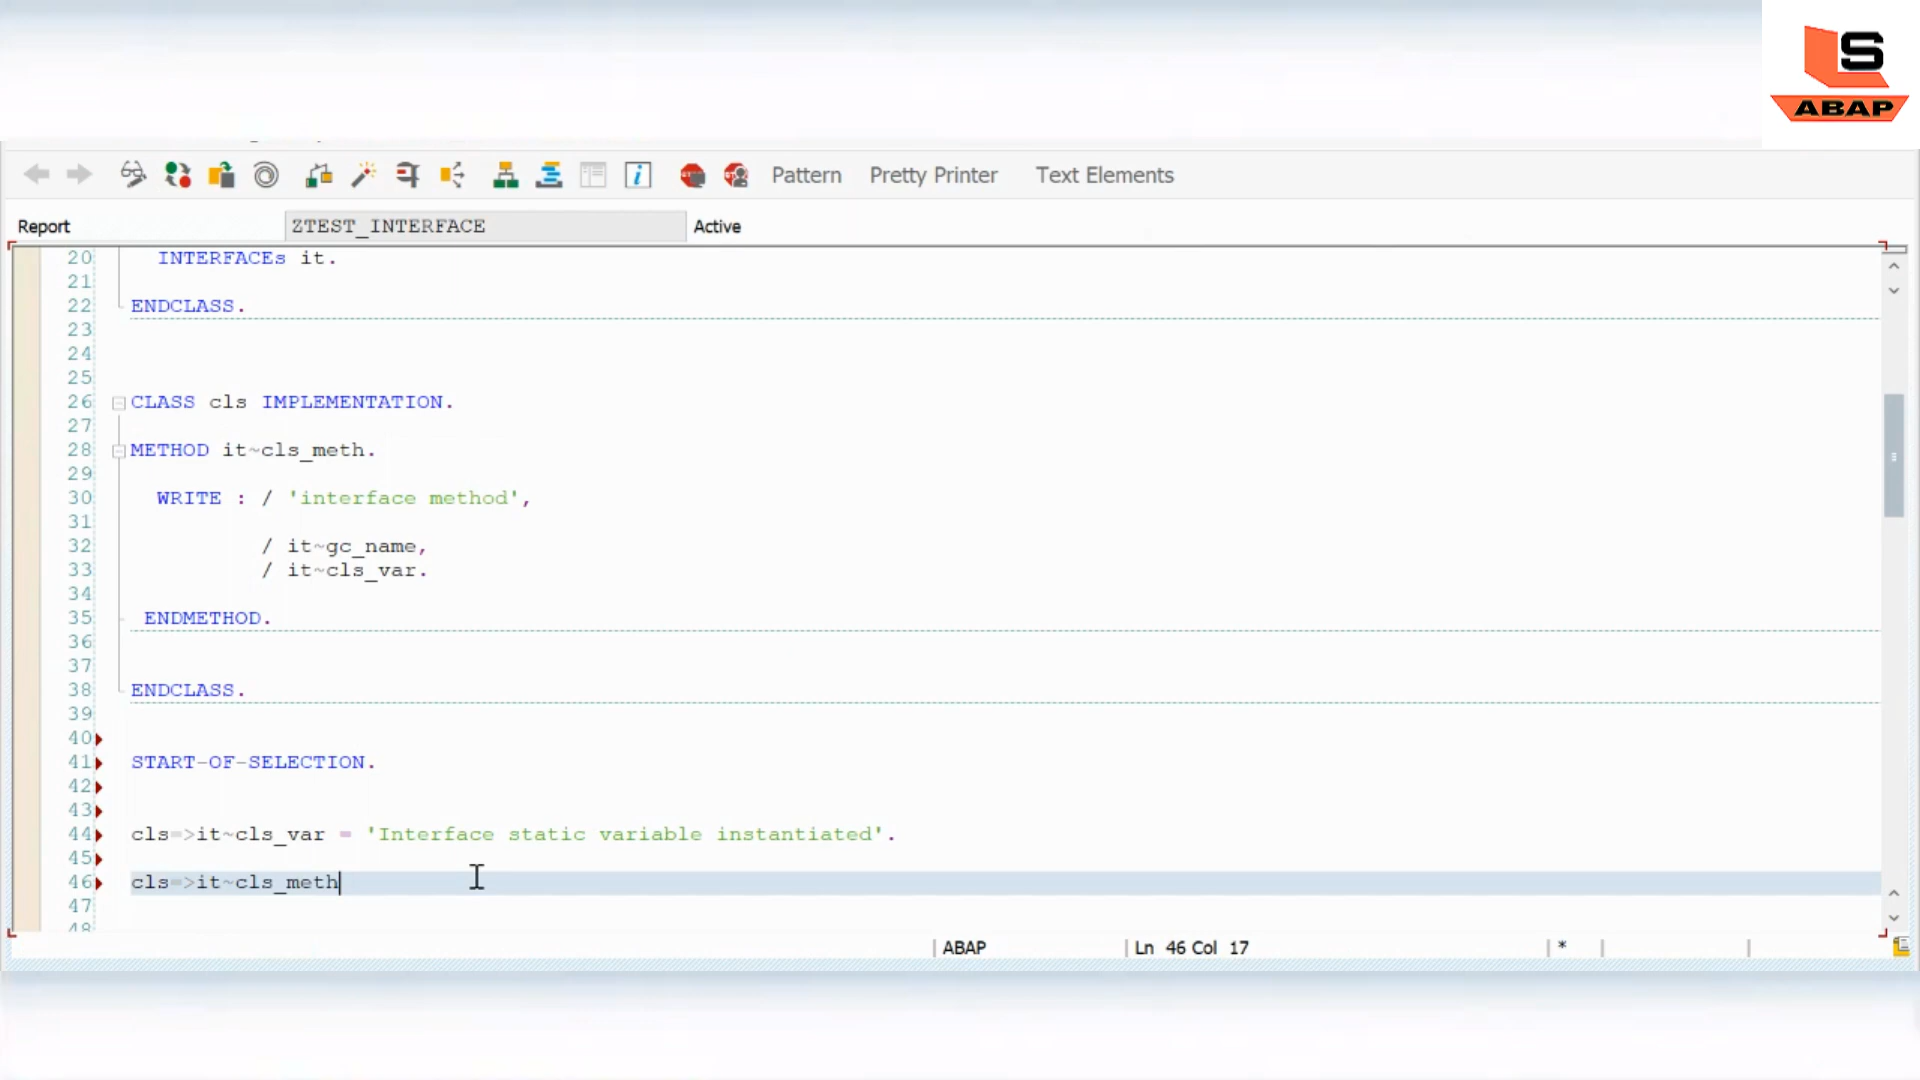 LS
ABAP
Pattern Pretty Printer Text Elements
Report ZTEST_INTERFACE Active
20 INTERFACEs it.
21
22 ENDCLASS.
23
24
25
26 CLASS cls IMPLEMENTATION.
27
28 METHOD it~cls_meth.
29
30 WRITE : / 'interface method',
31
32 / it~gc_name,
33 / it~cls_var.
34
35 ENDMETHOD.
36
37
38 ENDCLASS.
39
40
41 START-OF-SELECTION.
42
43
44 cls=>it~cls_var = 'Interface static variable instantiated'.
45
46 cls=>it~cls_meth
47
48
ABAP Ln 46 Col 17 *